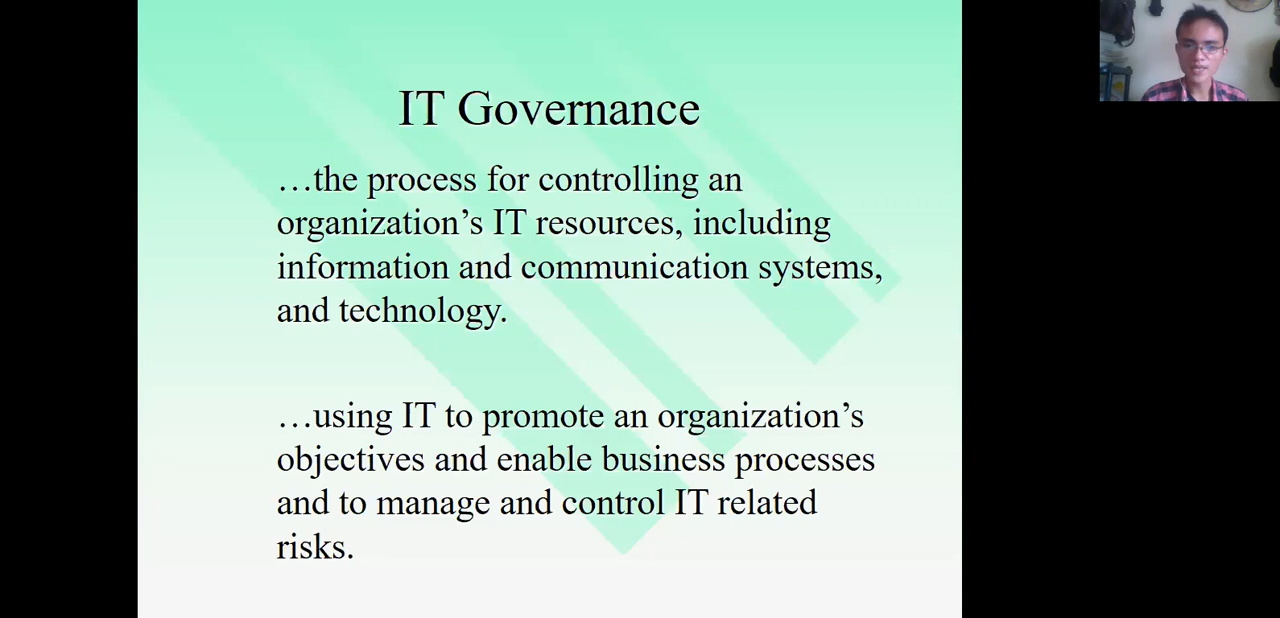 IT Governance
…the process for controlling an
organization’s IT resources, including
information and communication systems,
and technology.
…using IT to promote an organization’s
objectives and enable business processes
and to manage and control IT related
risks.